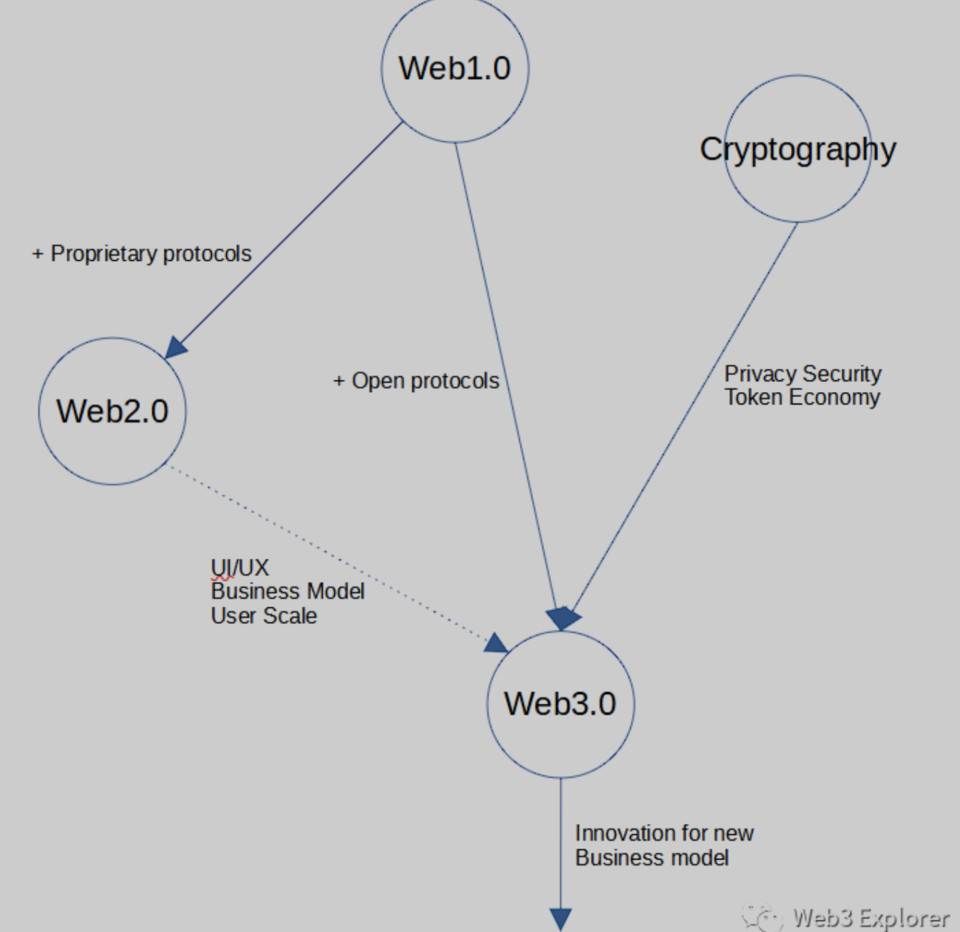 Web1.0
Cryptography
+ Proprietary protocols
+ Open protocols
Privacy Security
Token Economy
Web2.0
UI/UX
Business Model
User Scale
Web3.0
Innovation for new
Business model
Web3 Explorer